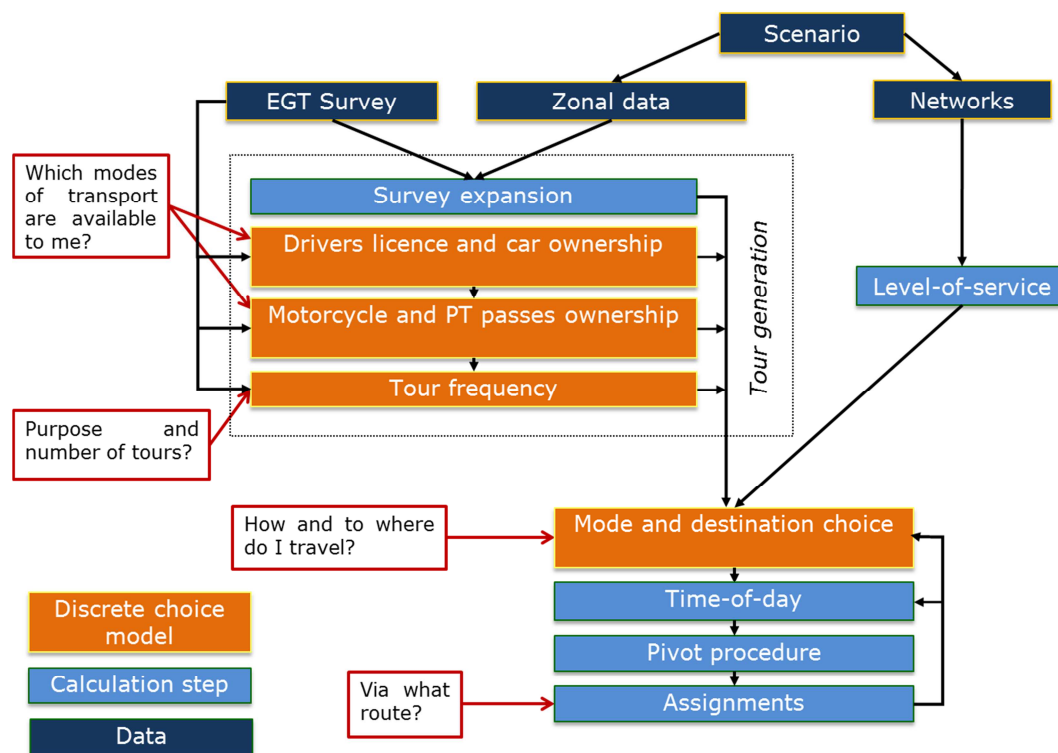 Scenario
EGT Survey
Zonal data
Networks
Which modes
of transport
are available
to me?
Survey expansion
Drivers licence and car ownership
Motorcycle and PT passes ownership
Tour frequency
Tour generation
Level-of-service
Purpose and
number of tours?
How and to where
do I travel?
Mode and destination choice
Time-of-day
Pivot procedure
Via what
route?
Assignments
Discrete choice
model
Calculation step
Data